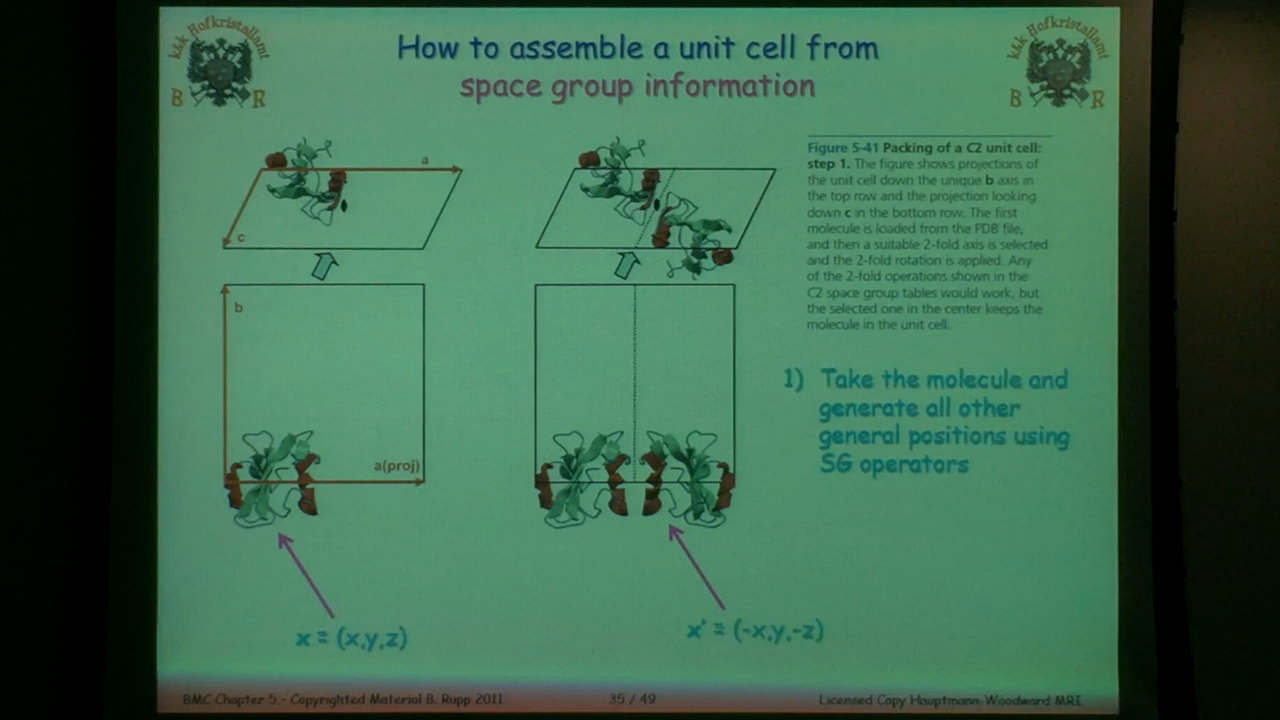 k&k Hofkristallamt
B R
How to assemble a unit cell from
space group information
k&k Hofkristallamt
B R
a
c
b
a(proj)
Figure 5-41 Packing of a C2 unit cell:
step 1. The figure shows projections of
the unit cell down the unique b axis in
the top row and the projection looking
down c in the bottom row. The first
molecule is loaded from the PDB file,
and then a suitable 2-fold axis is selected
and the 2-fold rotation is applied. Any
of the 2-fold operations shown in the
C2 space group tables would work, but
the selected one in the center keeps the
molecule in the unit cell.
1) Take the molecule and
generate all other
general positions using
SG operators
x = (x,y,z)
x' = (-x,y,-z)
BMC Chapter 5 - Copyrighted Material B. Rupp 2011
35 / 49
Licensed Copy Hauptmann-Woodward MRI